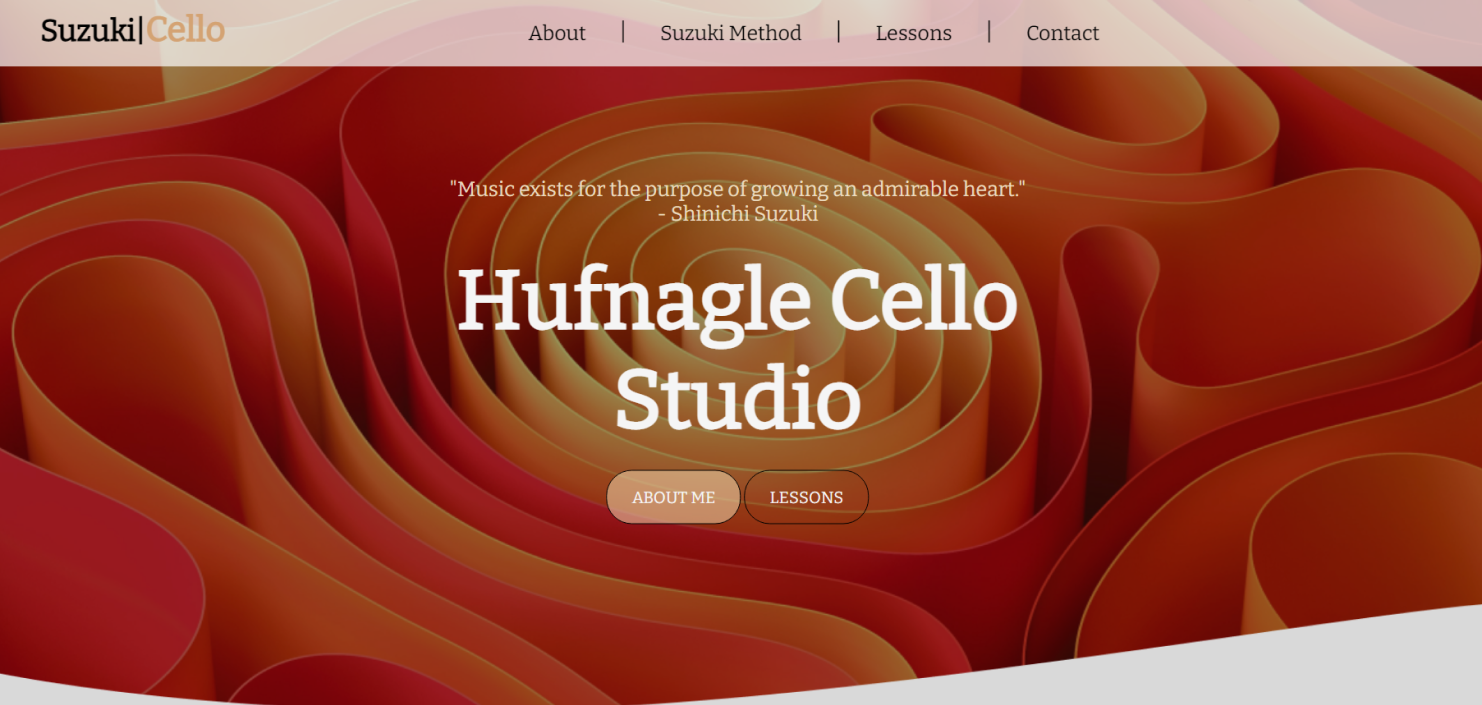 Suzuki|Cello
About | Suzuki Method | Lessons | Contact
"Music exists for the purpose of growing an admirable heart."
- Shinichi Suzuki
Hufnagle Cello
Studio
ABOUT ME LESSONS